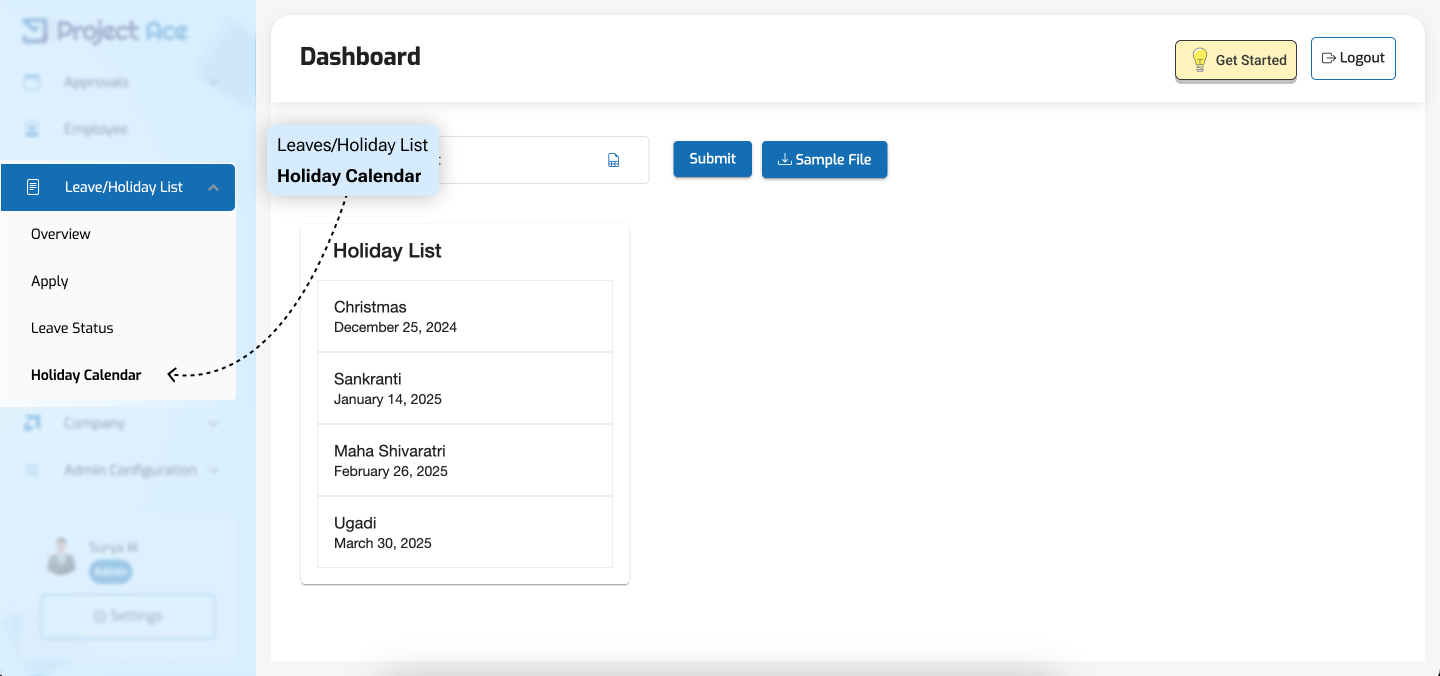 Project Ace
Approvals
Employee
Leave/Holiday List
Overview
Apply
Leave Status
Holiday Calendar
Company
Admin Configuration
Surya M
Admin
Settings
Dashboard
Get Started
Logout
Leaves/Holiday List
Holiday Calendar
Submit
Sample File
Holiday List
Christmas
December 25, 2024
Sankranti
January 14, 2025
Maha Shivaratri
February 26, 2025
Ugadi
March 30, 2025